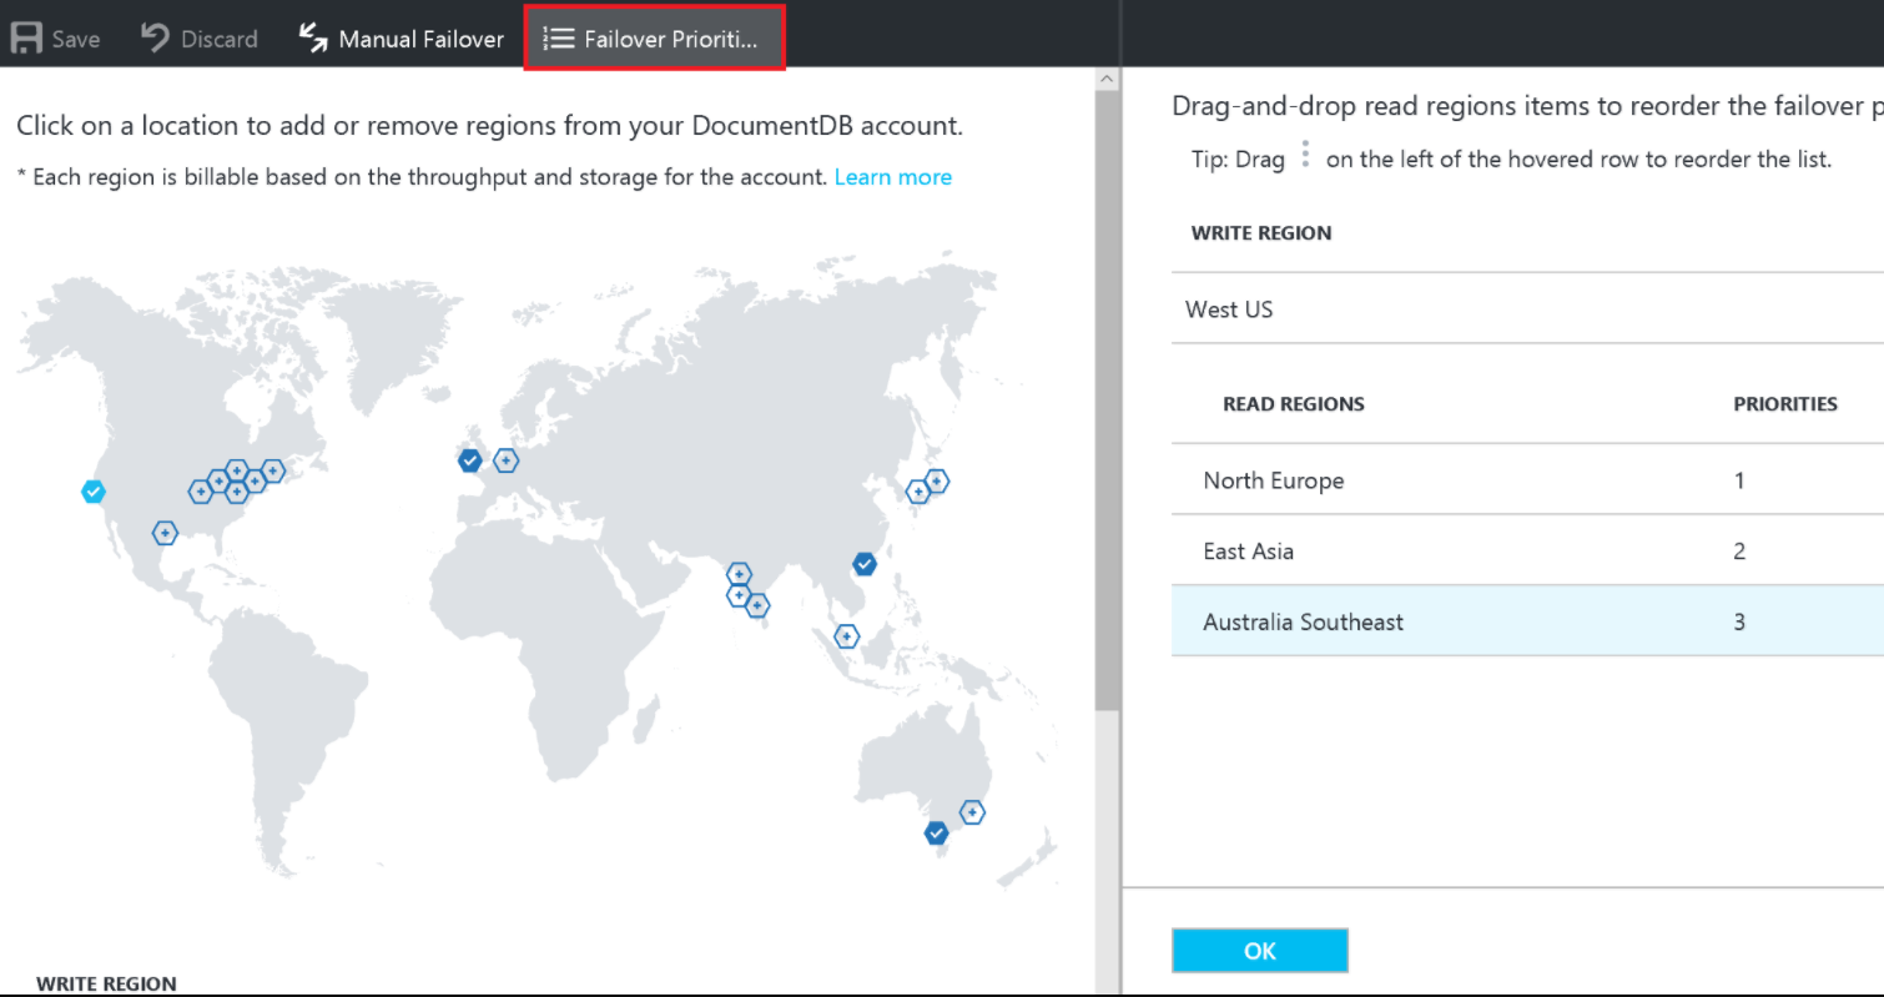 Save Discard Manual Failover Failover Prioriti...
Click on a location to add or remove regions from your DocumentDB account.
* Each region is billable based on the throughput and storage for the account. Learn more
WRITE REGION
Drag-and-drop read regions items to reorder the failover p
Tip: Drag ⋮ on the left of the hovered row to reorder the list.
WRITE REGION
West US
READ REGIONS PRIORITIES
North Europe 1
East Asia 2
Australia Southeast 3
OK